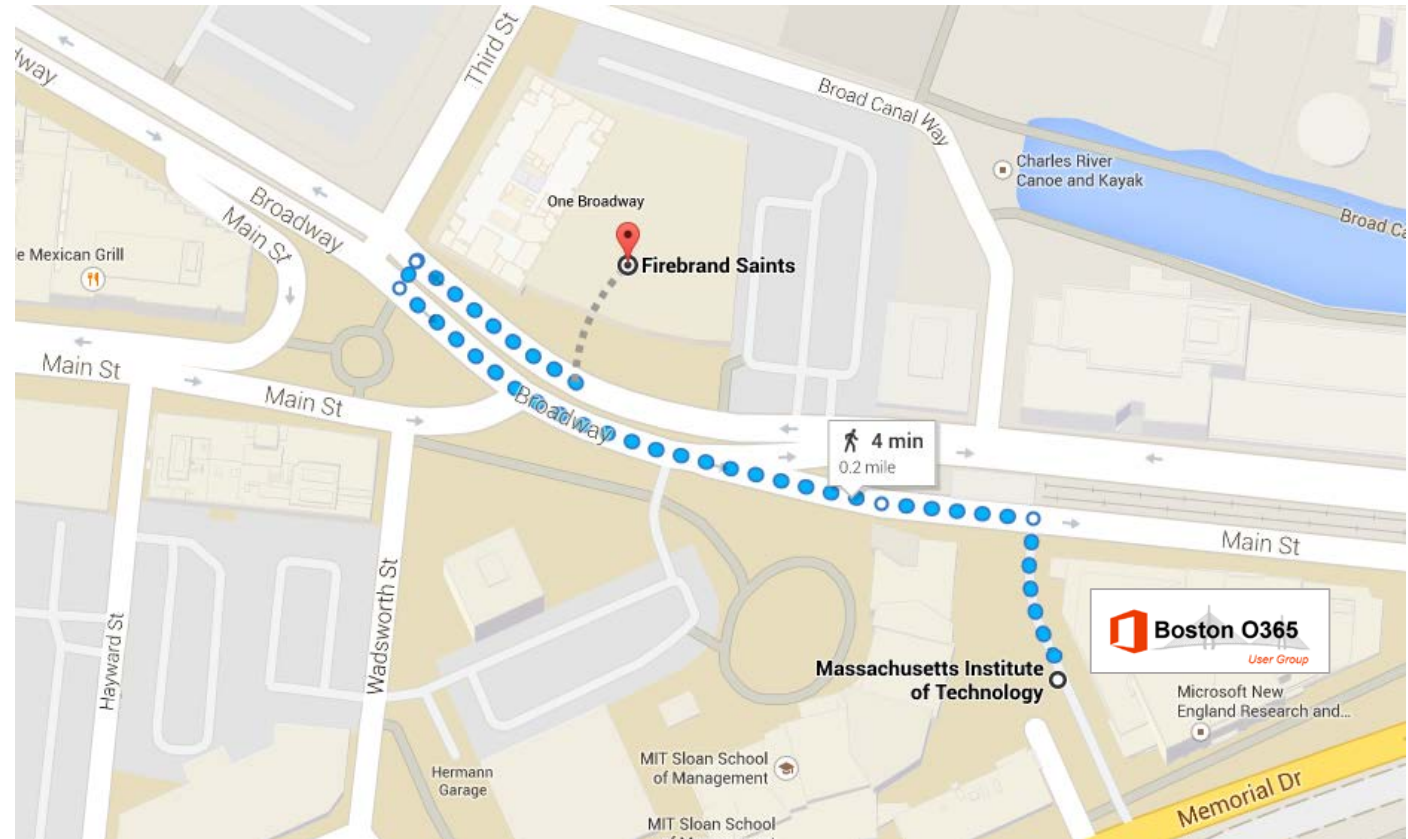 Third St
dway
Broad Canal Way
Charles River
Canoe and Kayak
One Broadway
Broadway
Main St
Broad Ca
e Mexican Grill
Firebrand Saints
Main St
Main St
Broadway
4 min
0.2 mile
Main St
Wadsworth St
Hayward St
Boston O365
User Group
Massachusetts Institute
of Technology
Microsoft New
England Research and...
MIT Sloan School
of Management
Hermann
Garage
Memorial Dr
MIT Sloan School